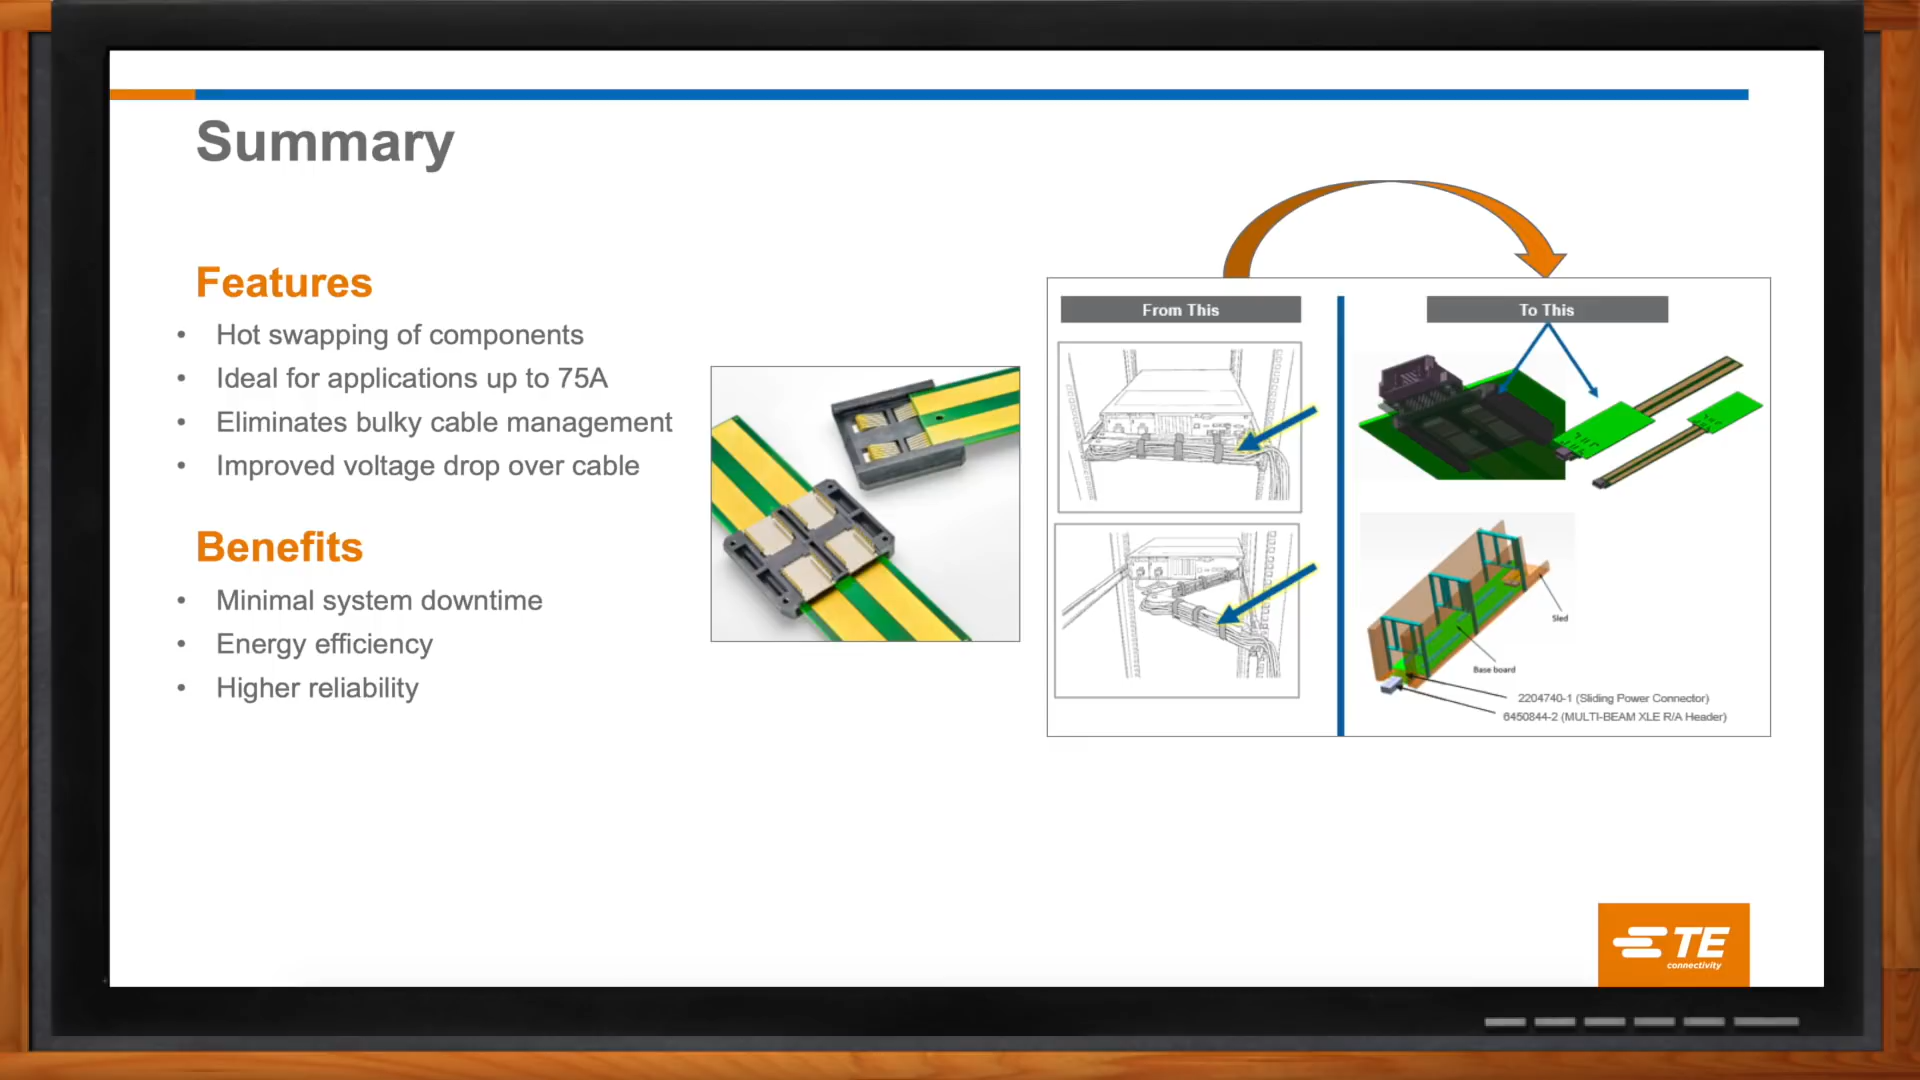 Summary
Features
• Hot swapping of components
• Ideal for applications up to 75A
• Eliminates bulky cable management
• Improved voltage drop over cable
Benefits
• Minimal system downtime
• Energy efficiency
• Higher reliability
From This
To This
Sled
Base board
2204740-1 (Sliding Power Connector)
6450844-2 (MULTI-BEAM XLE R/A Header)
TE
connectivity